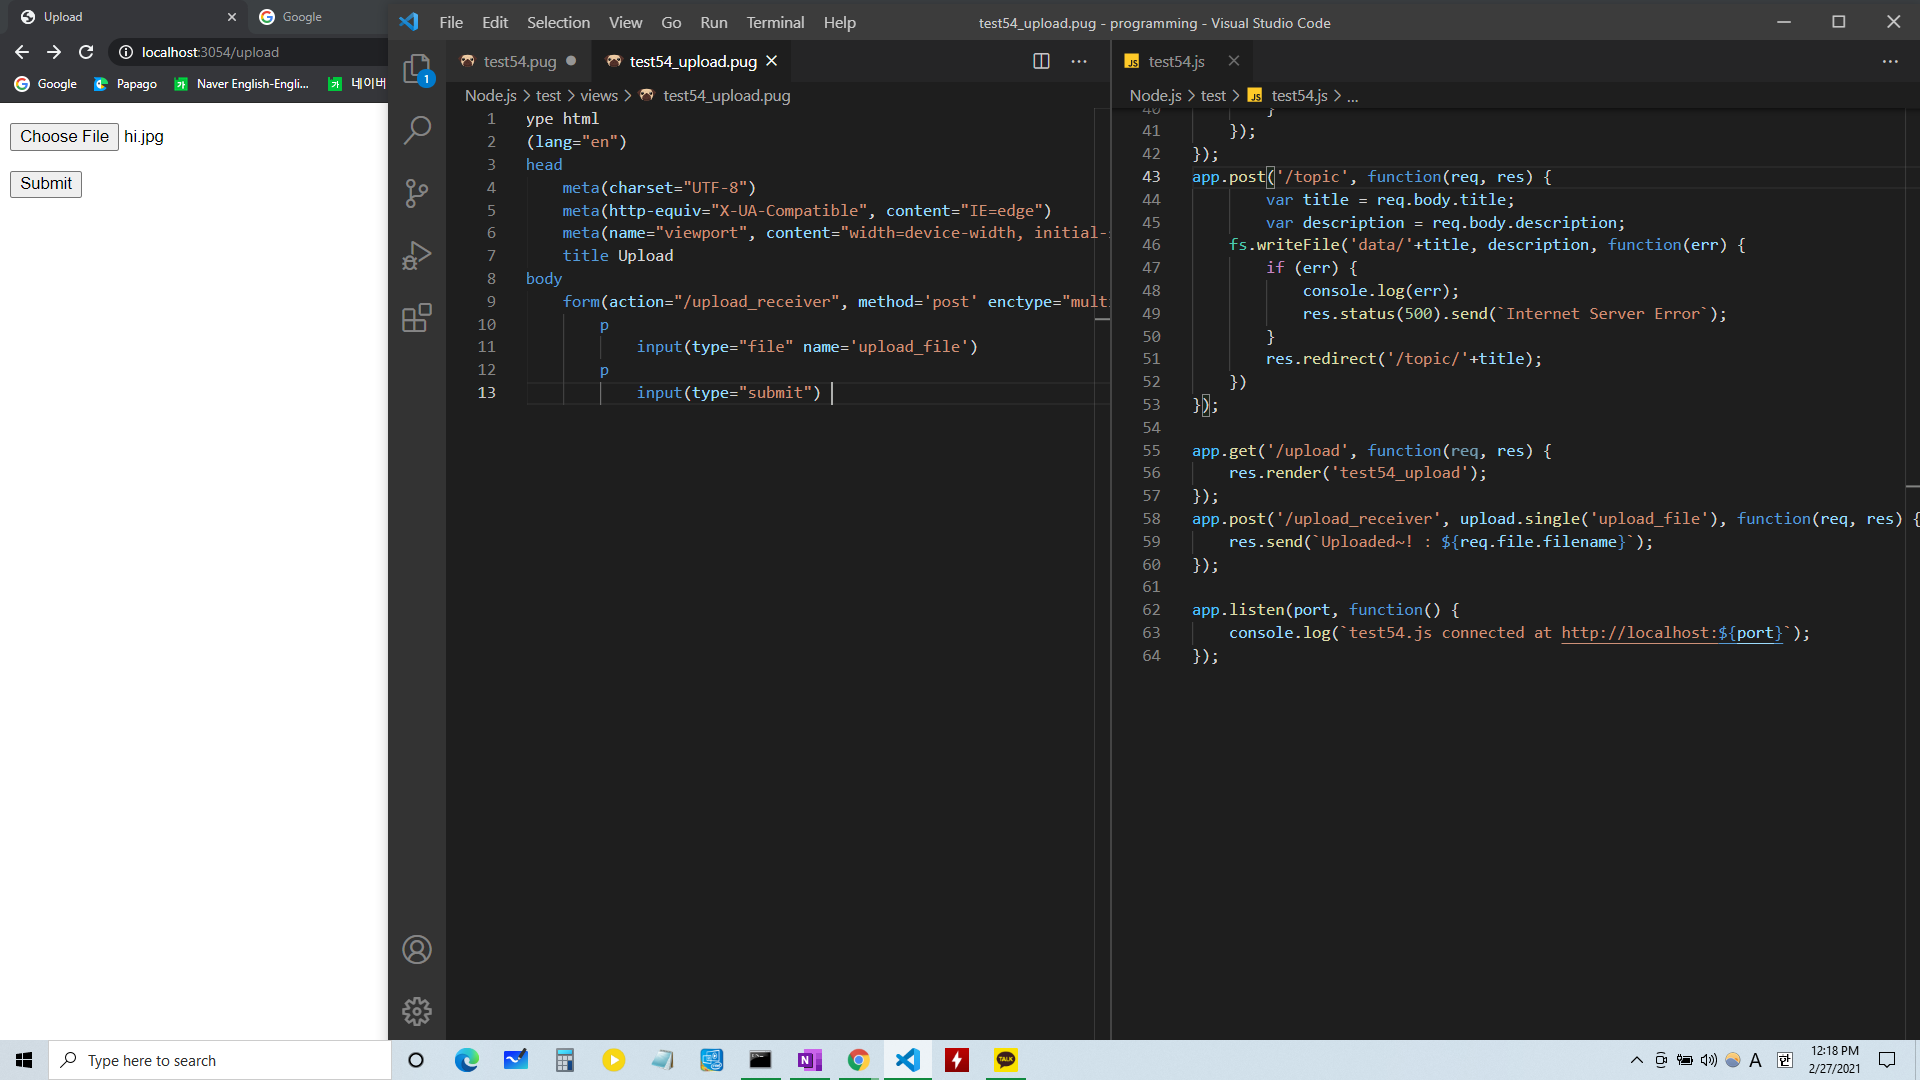 Upload
Google
localhost:3054/upload
Google
Papago
Naver English-Engli...
네이버
Choose File hi.jpg
Submit
File Edit Selection View Go Run Terminal Help
test54_upload.pug - programming - Visual Studio Code
1
test54.pug
test54_upload.pug
Node.js > test > views > test54_upload.pug
1 ype html
2 (lang="en")
3 head
4 meta(charset="UTF-8")
5 meta(http-equiv="X-UA-Compatible", content="IE=edge")
6 meta(name="viewport", content="width=device-width, initial-
7 title Upload
8 body
9 form(action="/upload_receiver", method='post' enctype="mult
10 p
11 input(type="file" name='upload_file')
12 p
13 input(type="submit")
JS test54.js
Node.js > test > JS test54.js > ...
40 }
41 });
42 });
43 app.post('/topic', function(req, res) {
44 var title = req.body.title;
45 var description = req.body.description;
46 fs.writeFile('data/'+title, description, function(err) {
47 if (err) {
48 console.log(err);
49 res.status(500).send(`Internet Server Error`);
50 }
51 res.redirect('/topic/'+title);
52 })
53 });
54
55 app.get('/upload', function(req, res) {
56 res.render('test54_upload');
57 });
58 app.post('/upload_receiver', upload.single('upload_file'), function(req, res) {
59 res.send(`Uploaded~! : ${req.file.filename}`);
60 });
61
62 app.listen(port, function() {
63 console.log(`test54.js connected at http://localhost:${port}`);
64 });
Type here to search
N
TALK
A
한
12:18 PM
2/27/2021